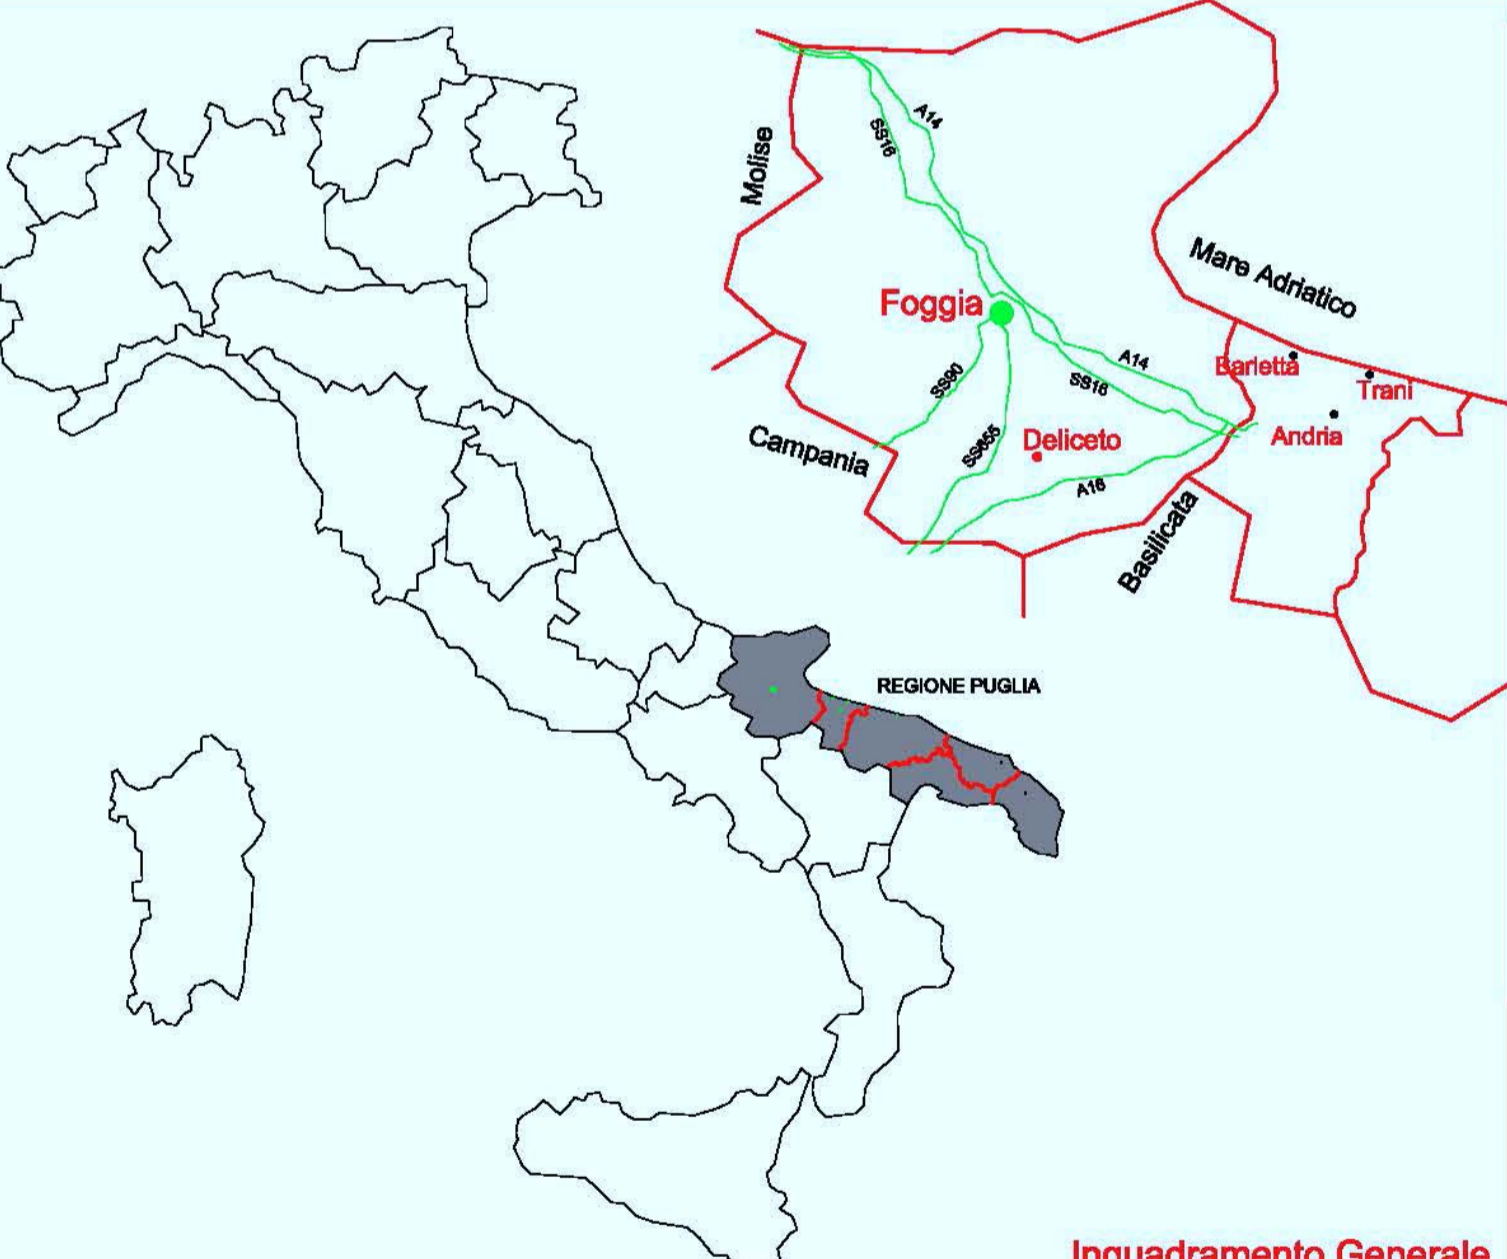 A14
SS16
Molise
Mare Adriatico
Foggia
A14
Barletta
SS16
Trani
SS90
Andria
Deliceto
Campania
SS655
A16
Basilicata
REGIONE PUGLIA
Inquadramento Generale